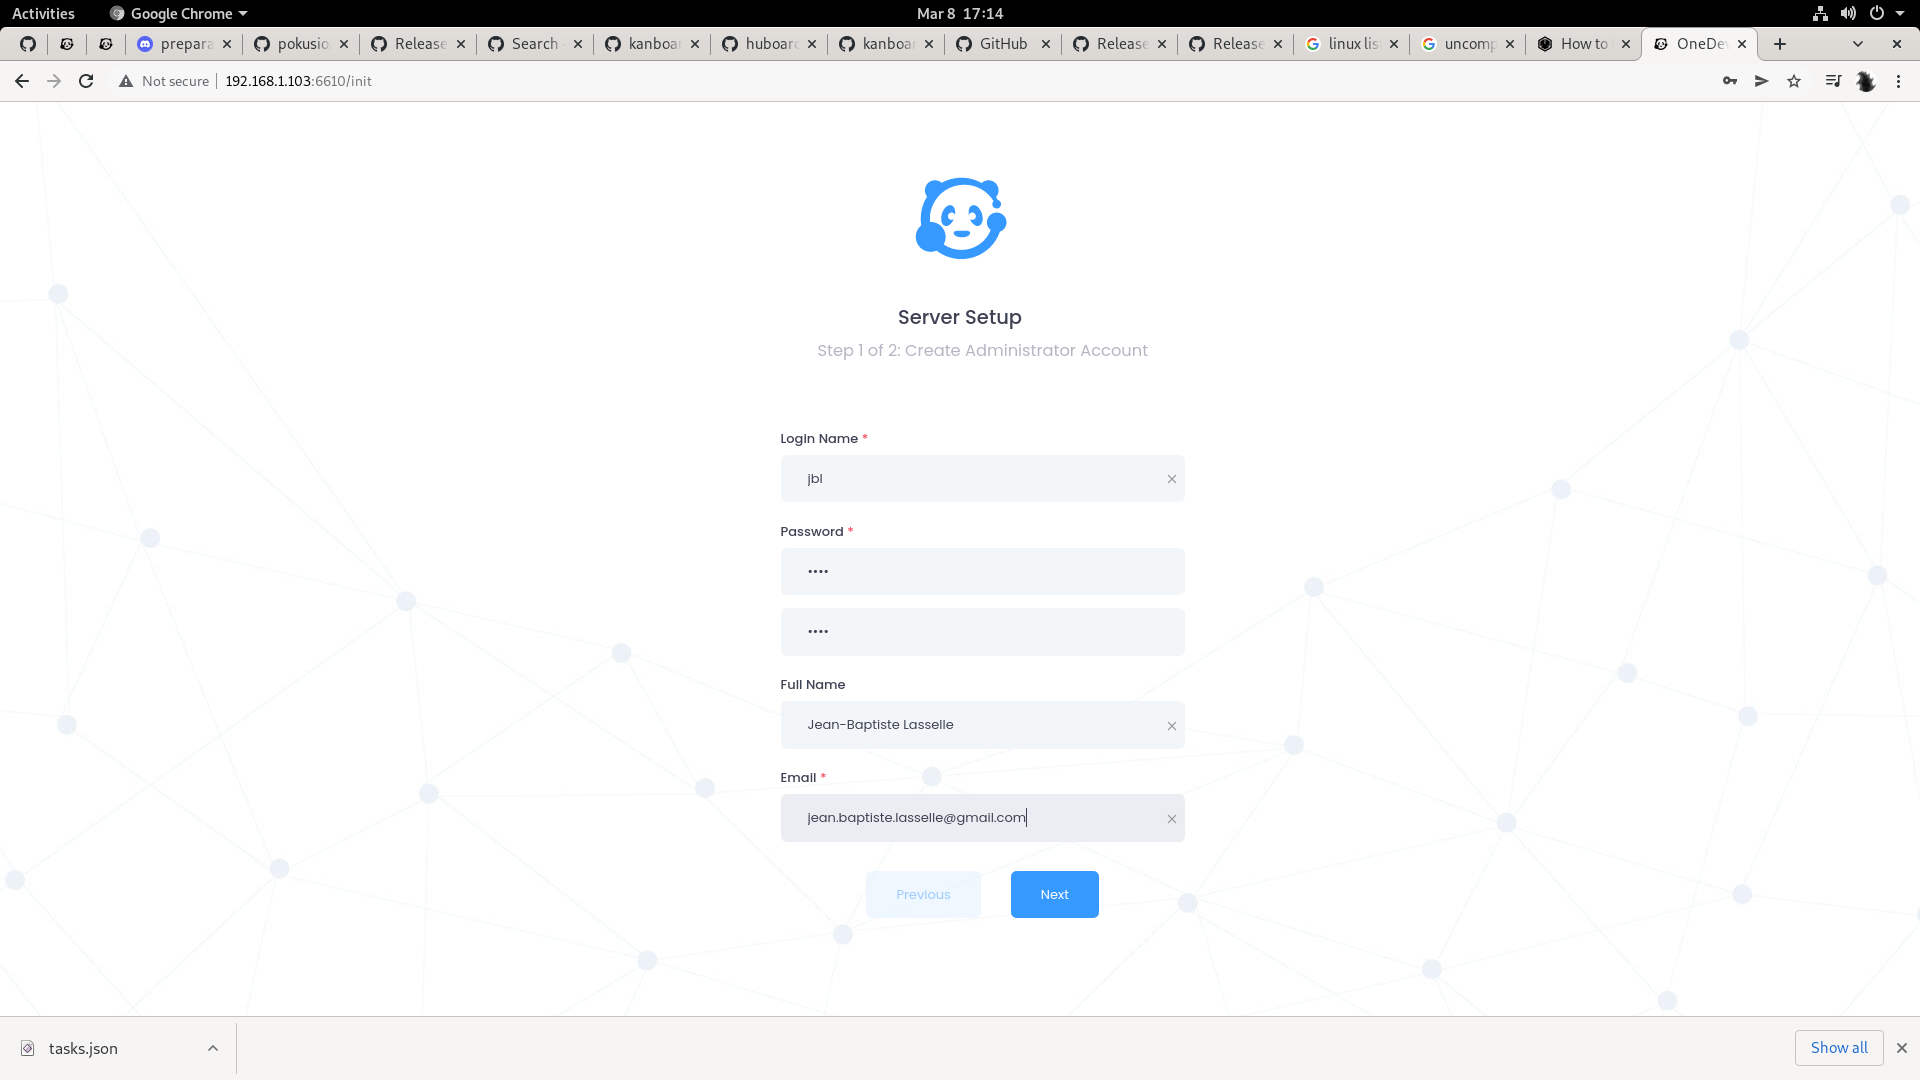 Activities Google Chrome Mar 8 17:14
prepara pokusio Release Search kanboar huboard kanboar GitHub Release Release linux lis uncomp How to OneDev
Not secure 192.168.1.103:6610/init
Server Setup
Step 1 of 2: Create Administrator Account
Login Name *
jbl
Password *
••••
••••
Full Name
Jean-Baptiste Lasselle
Email *
jean.baptiste.lasselle@gmail.com
Previous Next
tasks.json Show all